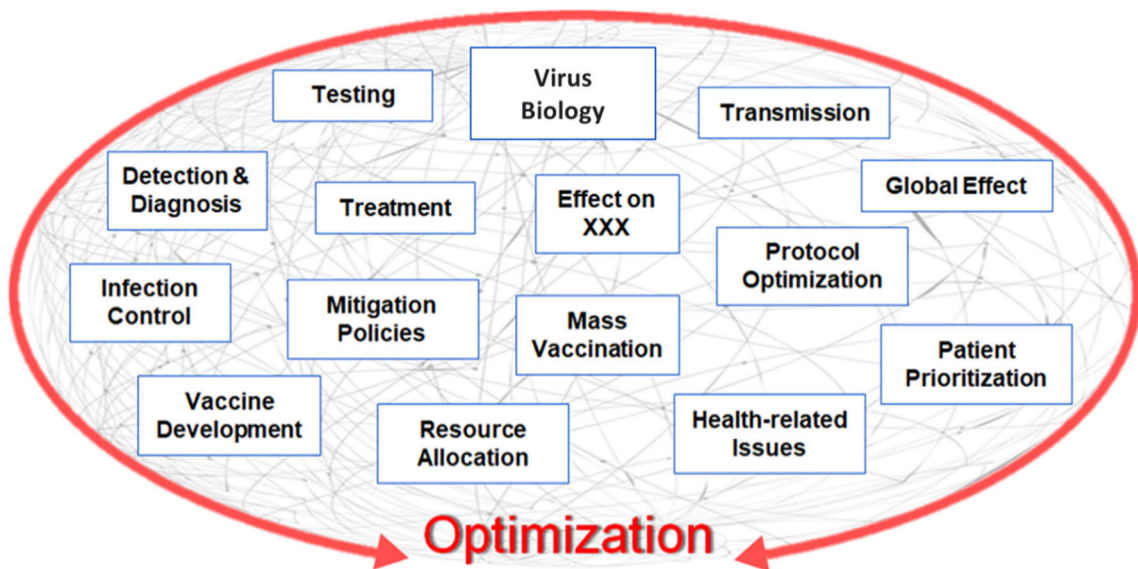 Testing
Virus
Biology
Transmission
Detection &
Diagnosis
Treatment
Effect on
XXX
Global Effect
Protocol
Optimization
Infection
Control
Mitigation
Policies
Mass
Vaccination
Patient
Prioritization
Vaccine
Development
Resource
Allocation
Health-related
Issues
Optimization